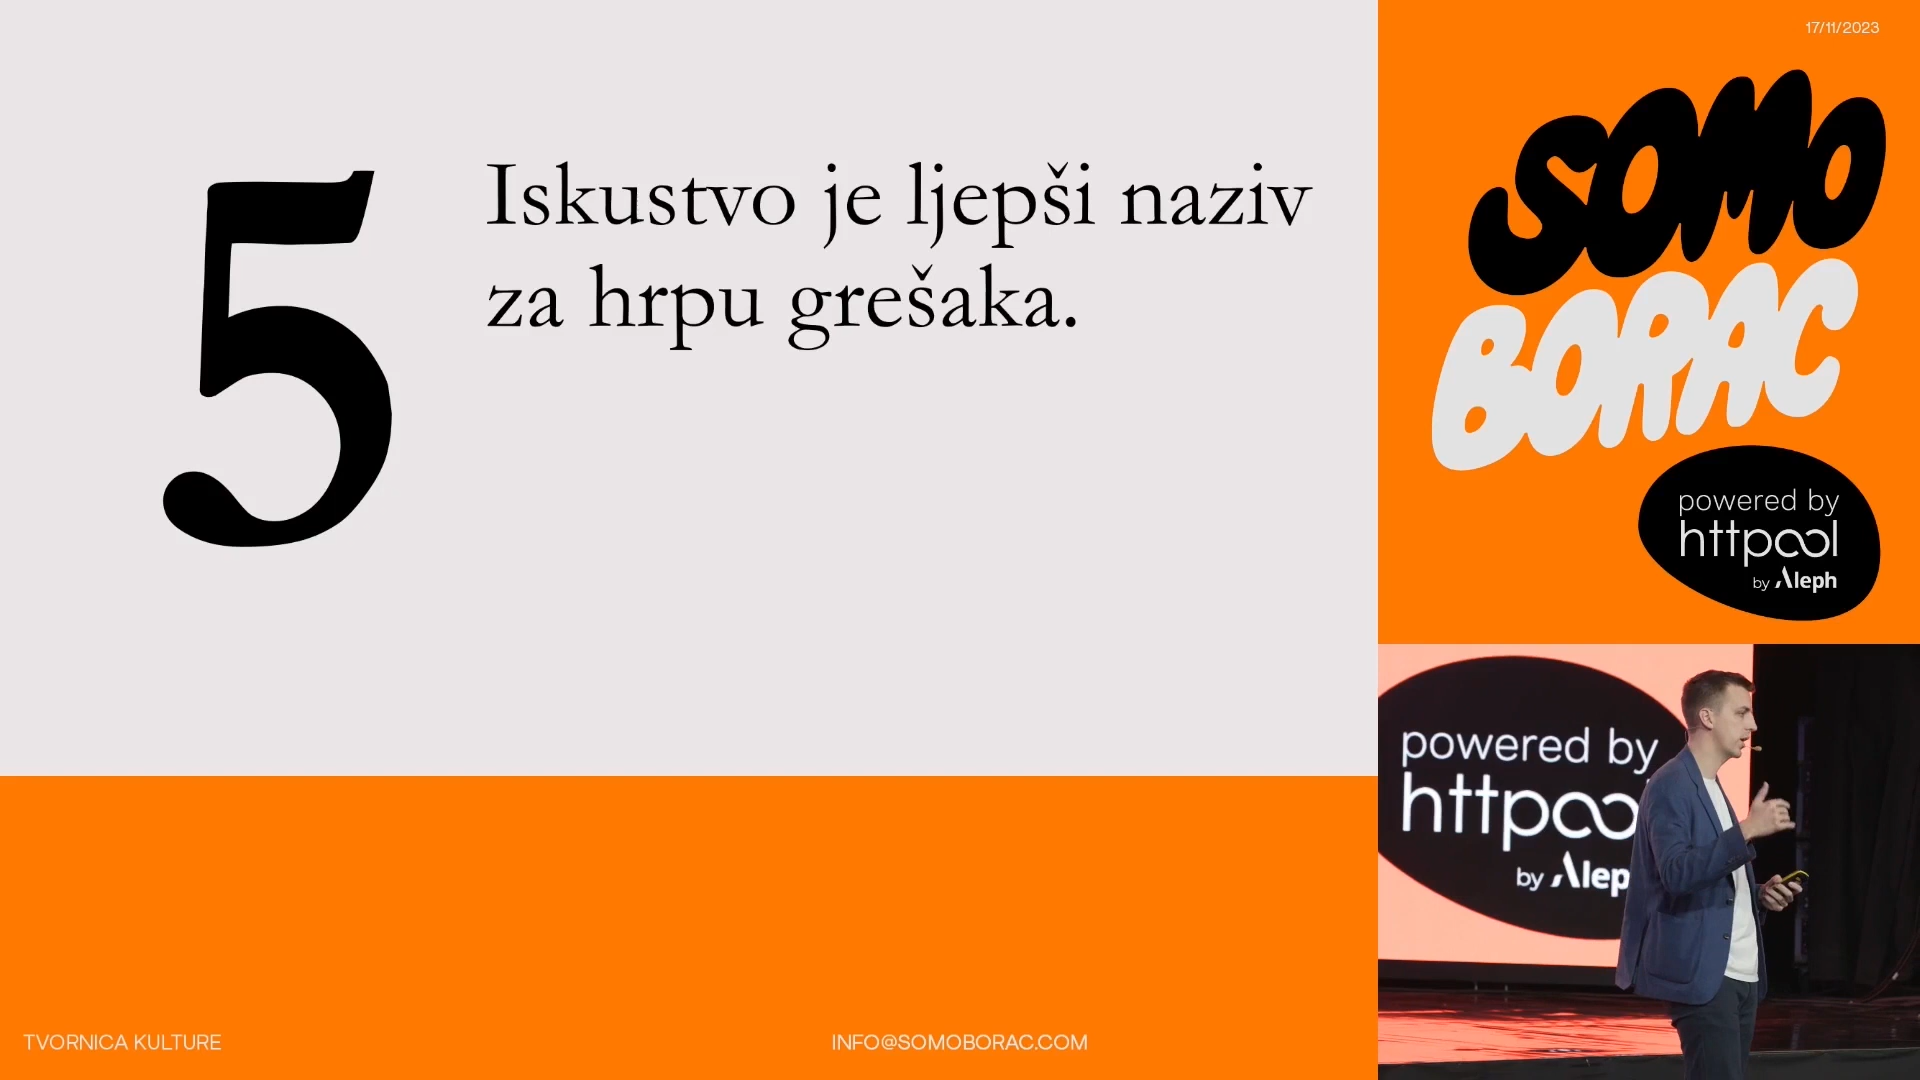 5
Iskustvo je ljepši naziv
za hrpu grešaka.
17/11/2023
SOMO
BORAC
powered by
httpool
by Aleph
powered by
httpool
by Alep
TVORNICA KULTURE
INFO@SOMOBORAC.COM